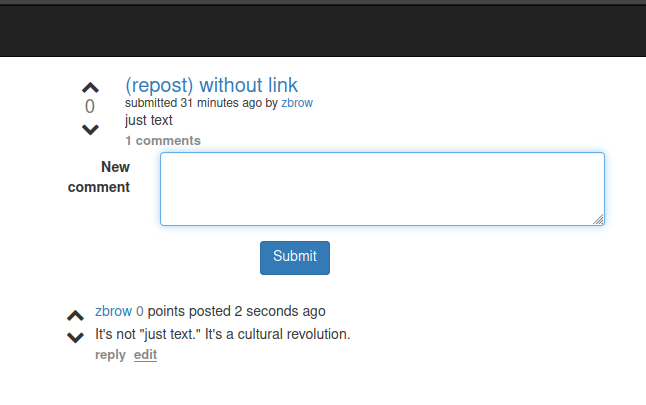 (repost) without link
0
submitted 31 minutes ago by zbrow
just text
1 comments
New
comment
Submit
zbrow 0 points posted 2 seconds ago
It's not "just text." It's a cultural revolution.
reply edit